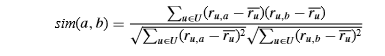 sim(a, b) = \frac{\sum_{u \in U}(r_{u,a} - \overline{r_u})(r_{u,b} - \overline{r_u})}{\sqrt{\sum_{u \in U}(r_{u,a} - \overline{r_u})^2}\sqrt{\sum_{u \in U}(r_{u,b} - \overline{r_u})^2}}